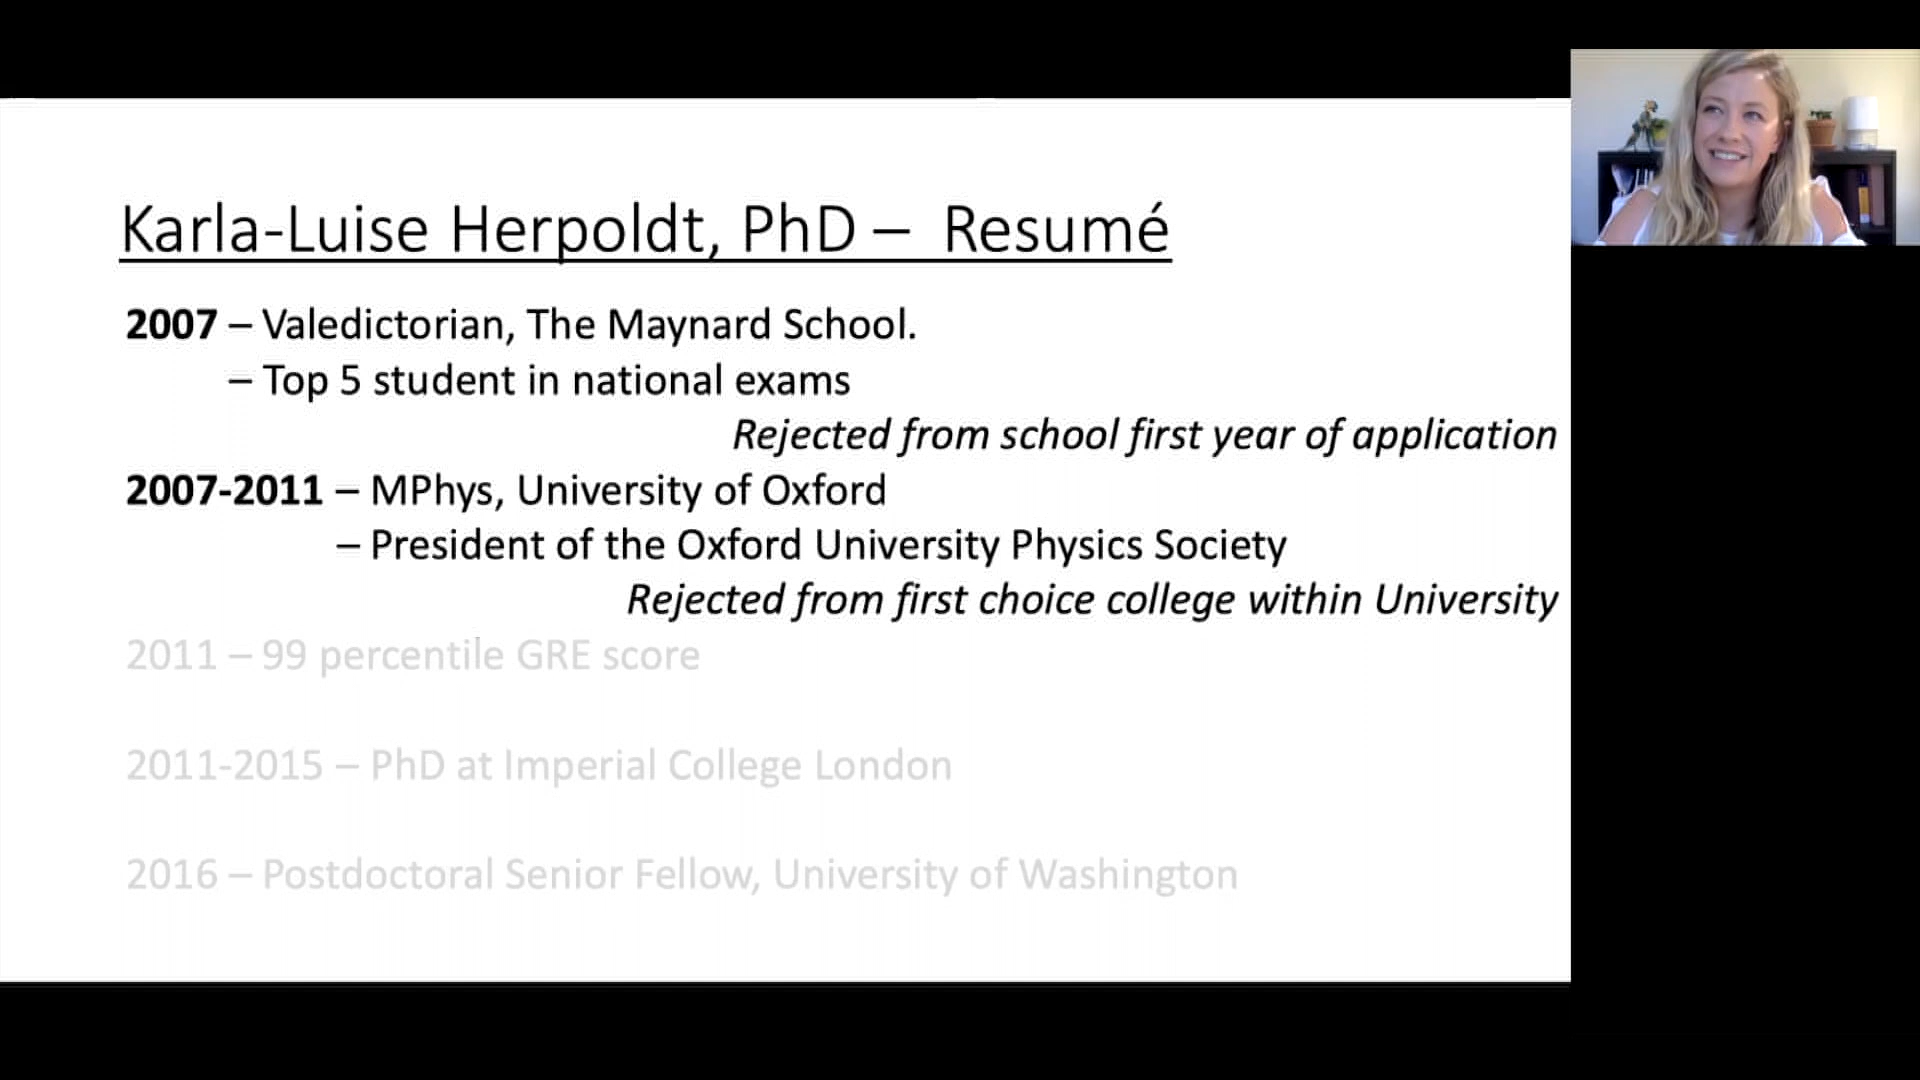 Karla-Luise Herpoldt, PhD – Resumé
2007 – Valedictorian, The Maynard School.
– Top 5 student in national exams
Rejected from school first year of application
2007-2011 – MPhys, University of Oxford
– President of the Oxford University Physics Society
Rejected from first choice college within University
2011 – 99 percentile GRE score
2011-2015 – PhD at Imperial College London
2016 – Postdoctoral Senior Fellow, University of Washington